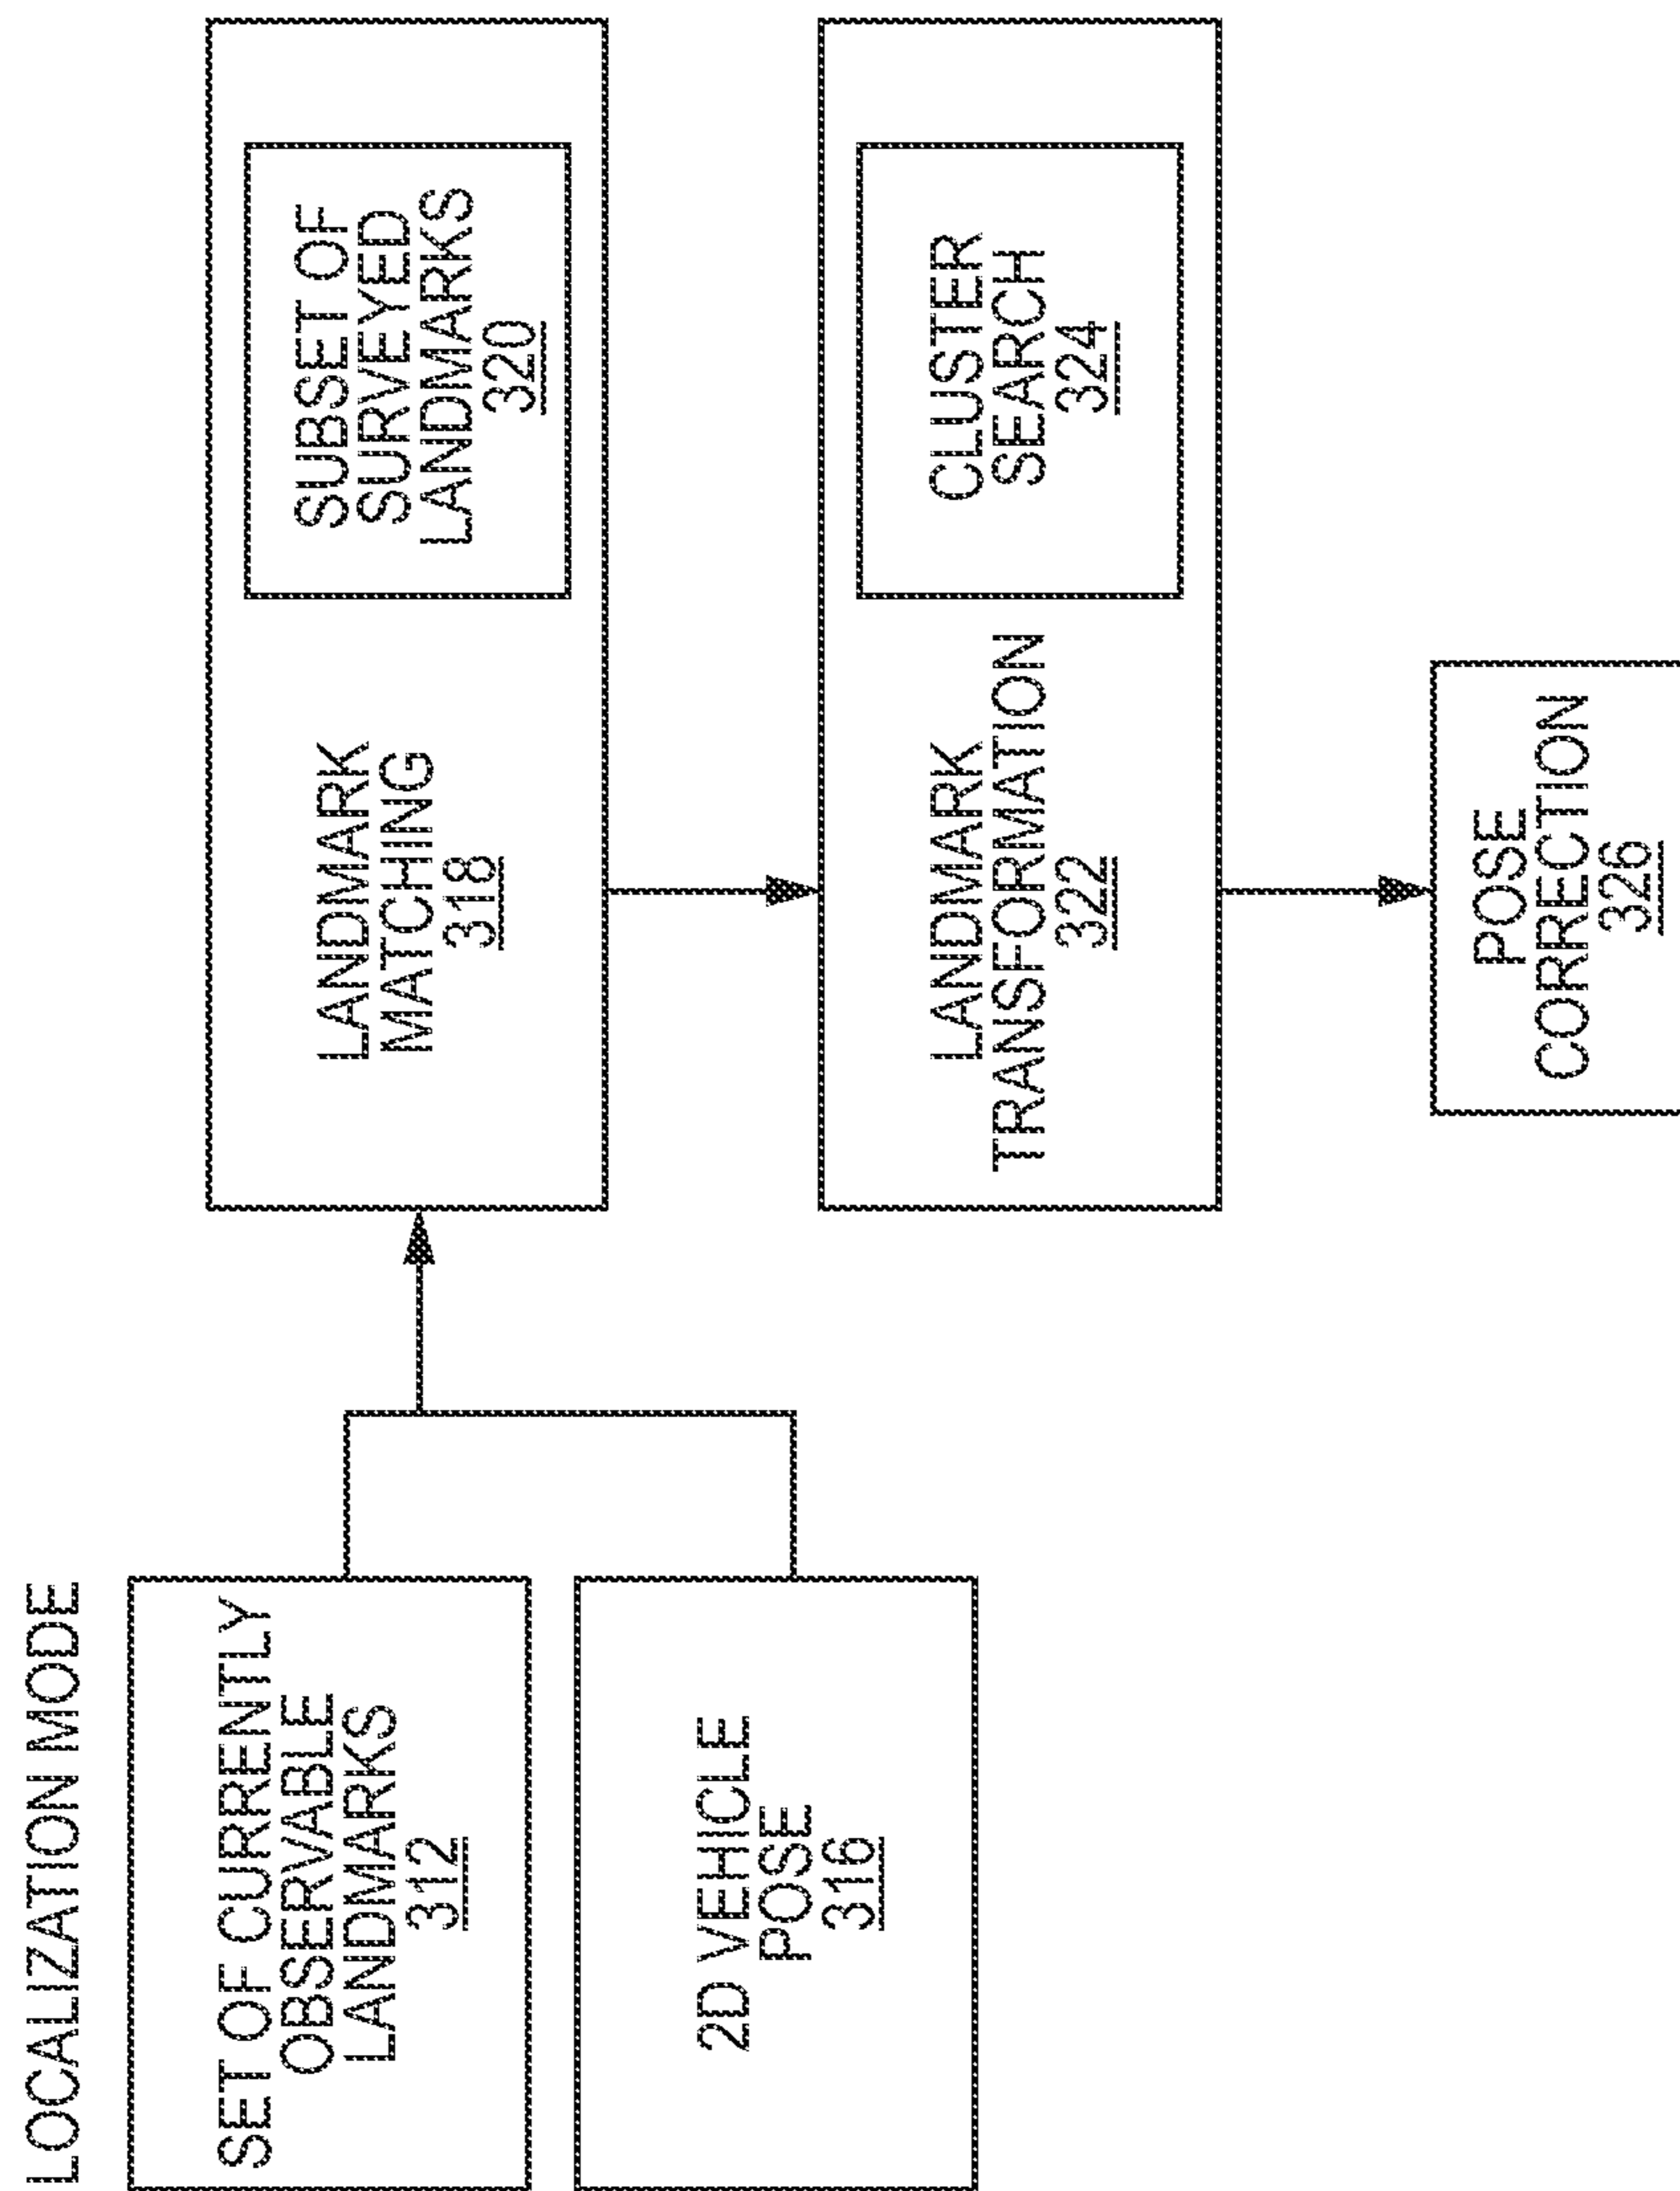 LOCALIZATION MODE
SET OF CURRENTLY
OBSERVABLE
LANDMARKS
312
2D VEHICLE
POSE
316
LANDMARK
MATCHING
318
SUBSET OF
SURVEYED
LANDMARKS
320
LANDMARK
TRANSFORMATION
322
CLUSTER
SEARCH
324
POSE
CORRECTION
326